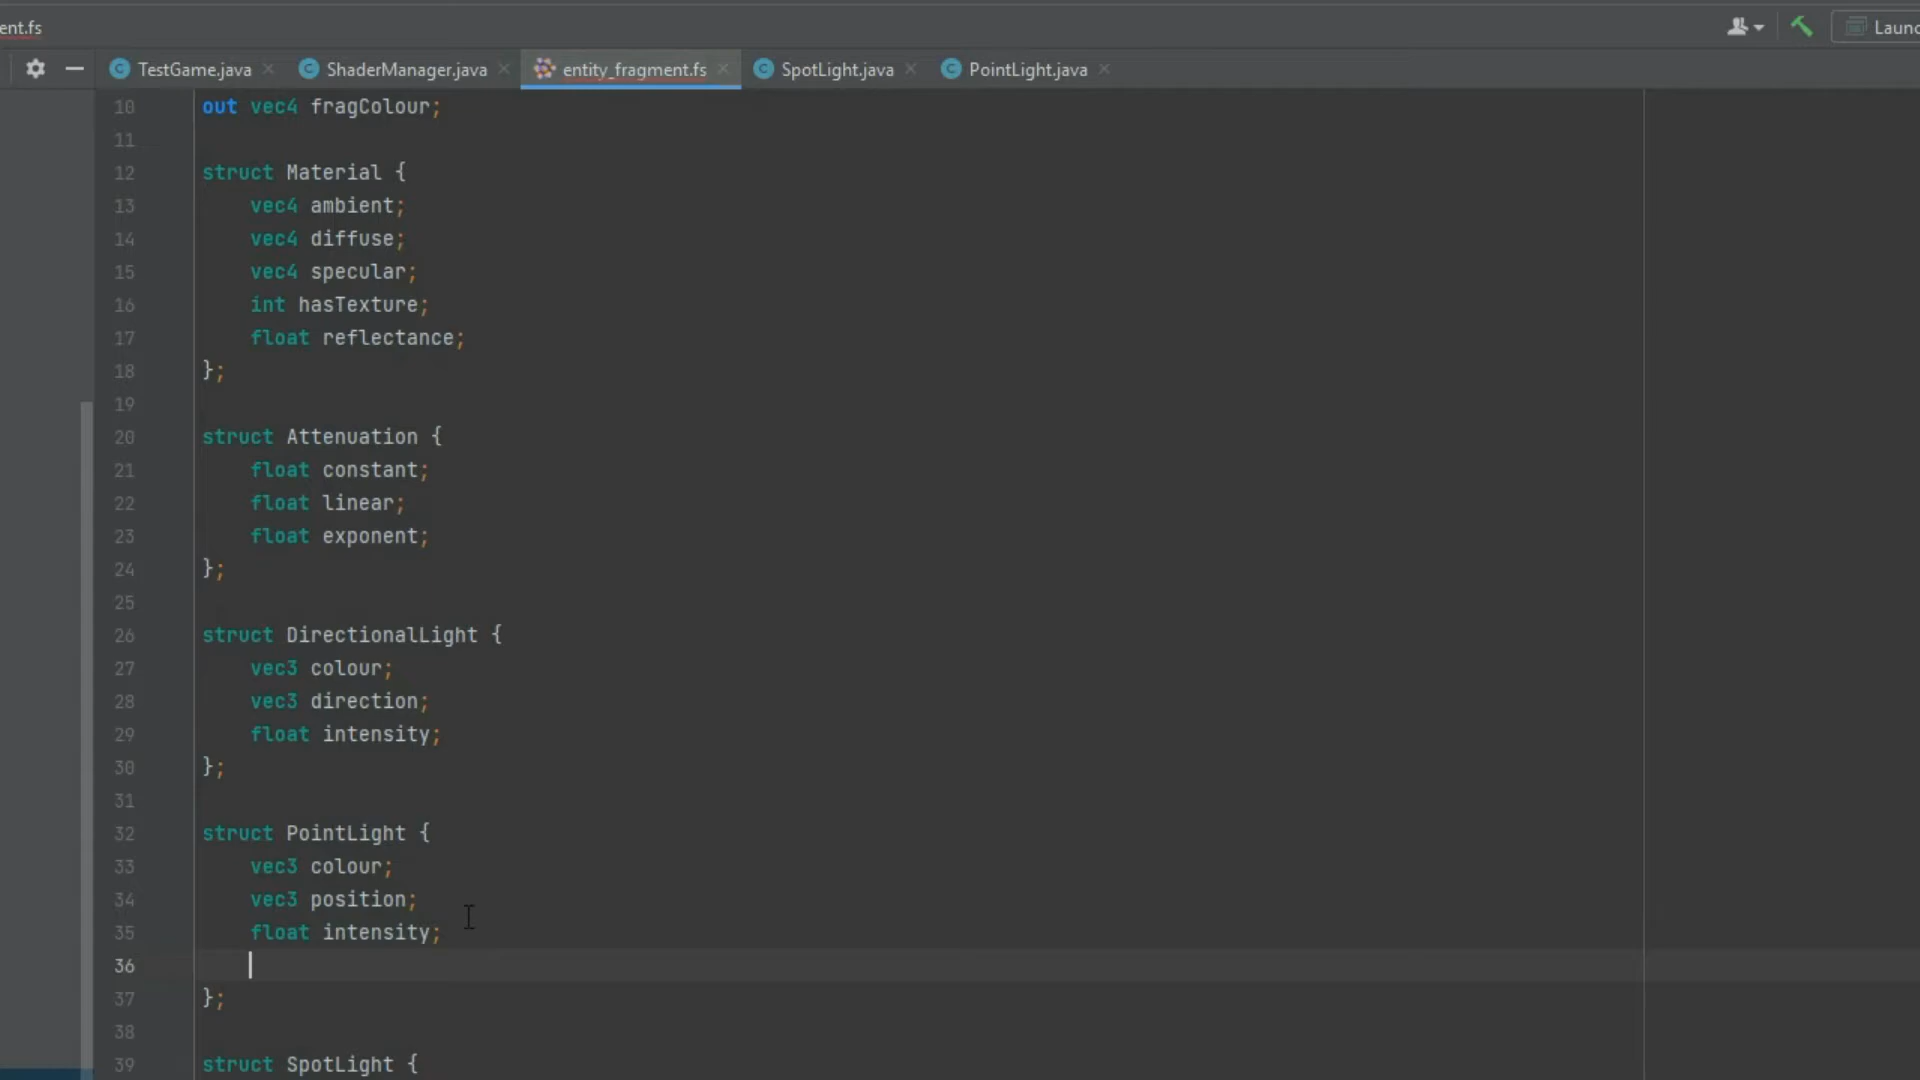 ent.fs
Launc
TestGame.java
ShaderManager.java
entity_fragment.fs
SpotLight.java
PointLight.java
10 out vec4 fragColour;
11
12 struct Material {
13 vec4 ambient;
14 vec4 diffuse;
15 vec4 specular;
16 int hasTexture;
17 float reflectance;
18 };
19
20 struct Attenuation {
21 float constant;
22 float linear;
23 float exponent;
24 };
25
26 struct DirectionalLight {
27 vec3 colour;
28 vec3 direction;
29 float intensity;
30 };
31
32 struct PointLight {
33 vec3 colour;
34 vec3 position;
35 float intensity;
36
37 };
38
39 struct SpotLight {